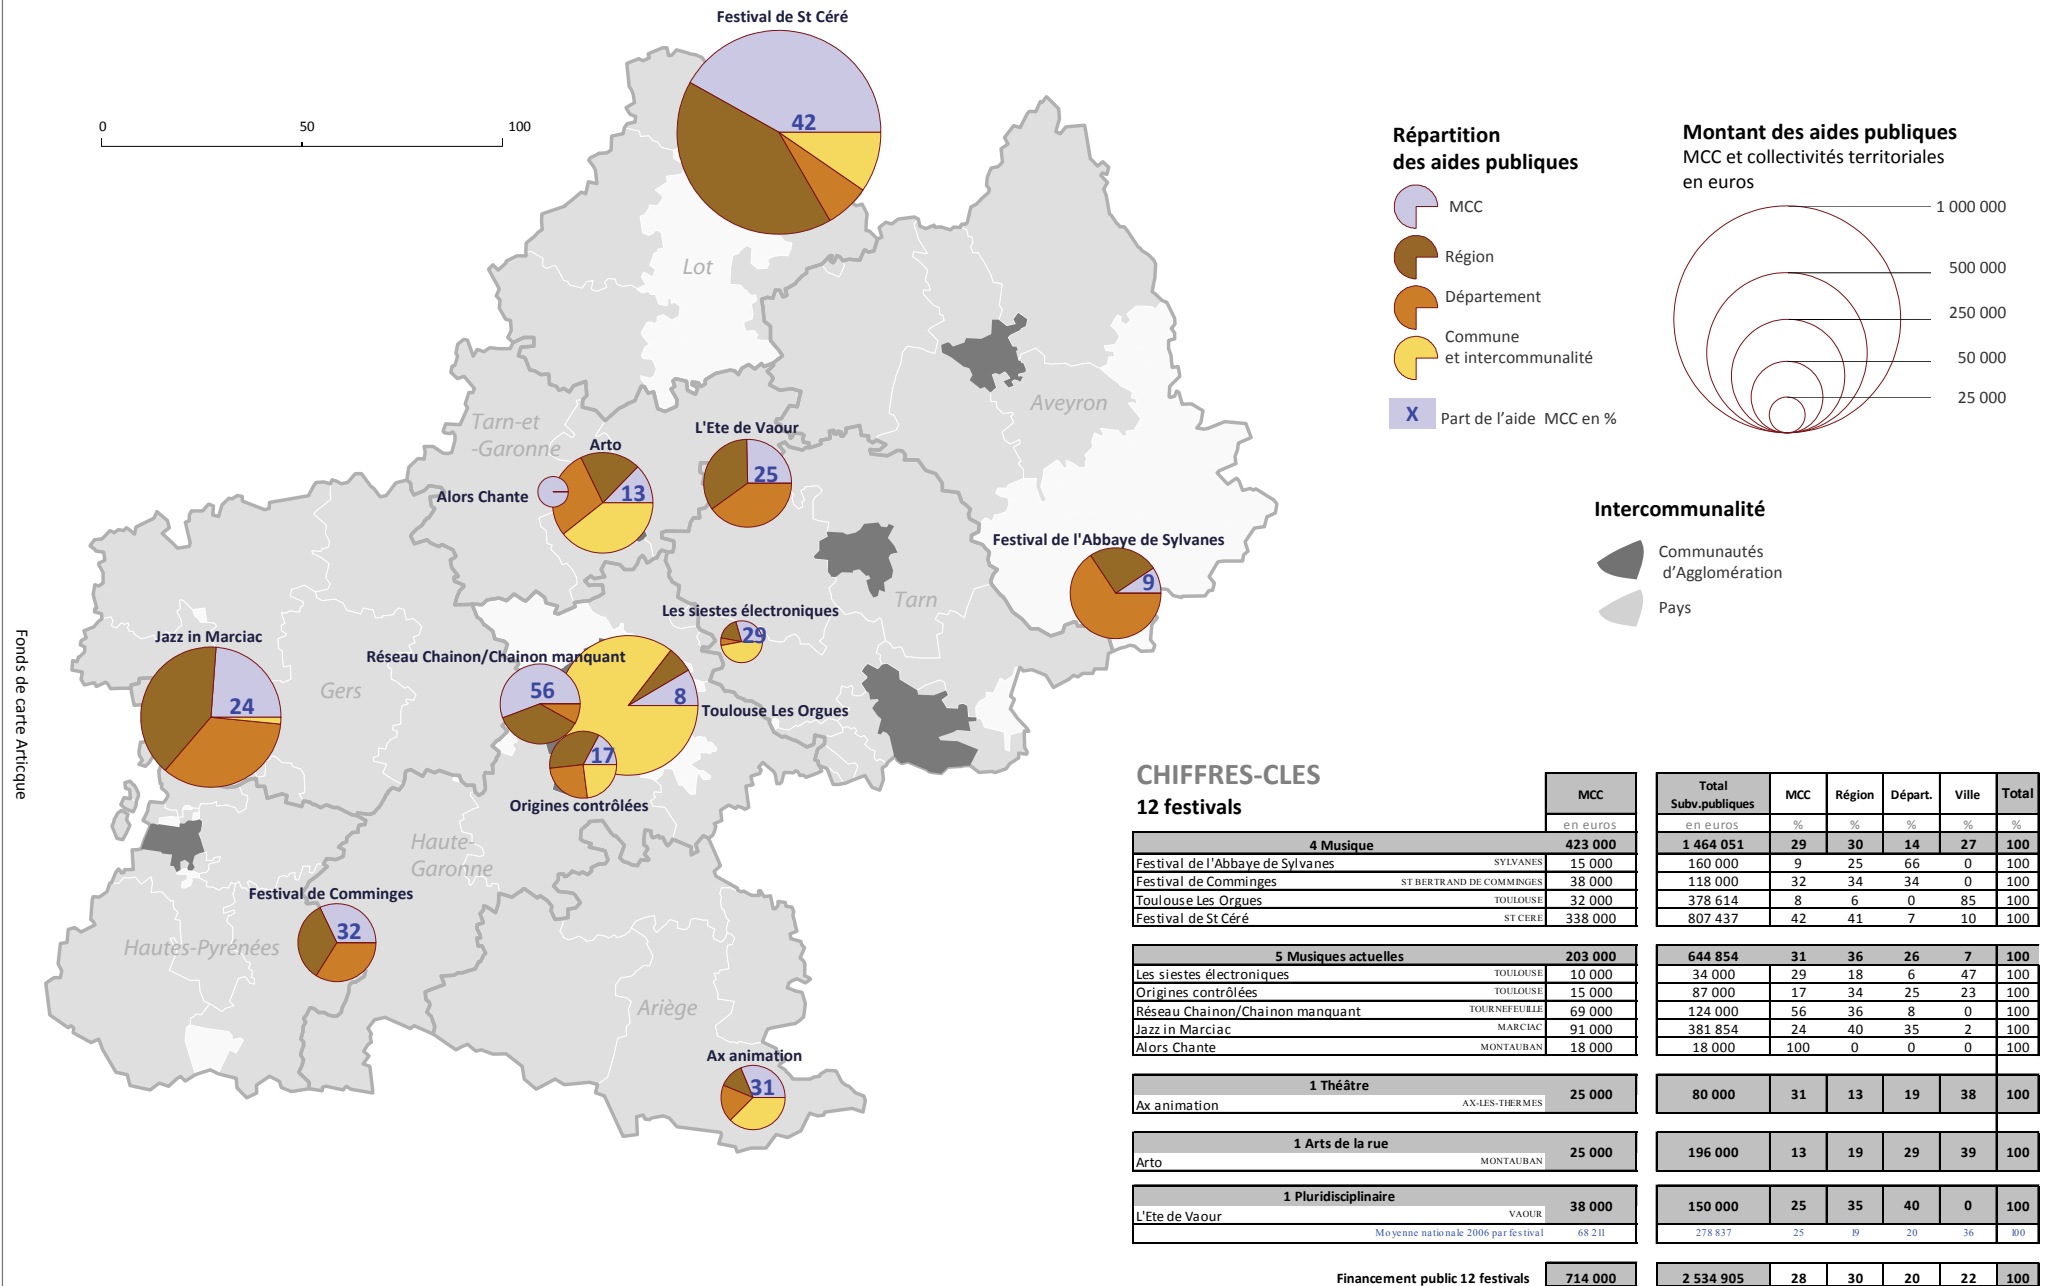 Festival de St Céré
0 50 100
42
Lot
Aveyron
Tarn-et
-Garonne
Arto
L'Ete de Vaour
25
Alors Chante
13
Festival de l'Abbaye de Sylvanes
9
Tarn
Les siestes électroniques
29
Jazz in Marciac
24
Gers
Réseau Chainon/Chainon manquant
56
8
Toulouse Les Orgues
17
Origines contrôlées
Haute-
Garonne
Festival de Comminges
32
Hautes-Pyrénées
Ariège
Ax animation
31
Fonds de carte Articque
Répartition
des aides publiques
MCC
Région
Département
Commune
et intercommunalité
X Part de l'aide MCC en %
Montant des aides publiques
MCC et collectivités territoriales
en euros
1 000 000
500 000
250 000
50 000
25 000
Intercommunalité
Communautés
d'Agglomération
Pays
CHIFFRES-CLES
12 festivals
MCC Total Subv.publiques MCC Région Départ. Ville Total
en euros en euros % % % % %
4 Musique 423 000 1 464 051 29 30 14 27 100
Festival de l'Abbaye de Sylvanes SYLVANES 15 000 160 000 9 25 66 0 100
Festival de Comminges ST BERTRAND DE COMMINGES 38 000 118 000 32 34 34 0 100
Toulouse Les Orgues TOULOUSE 32 000 378 614 8 6 0 85 100
Festival de St Céré ST CERE 338 000 807 437 42 41 7 10 100
5 Musiques actuelles 203 000 644 854 31 36 26 7 100
Les siestes électroniques TOULOUSE 10 000 34 000 29 18 6 47 100
Origines contrôlées TOULOUSE 15 000 87 000 17 34 25 23 100
Réseau Chainon/Chainon manquant TOURNEFEUILLE 69 000 124 000 56 36 8 0 100
Jazz in Marciac MARCIAC 91 000 381 854 24 40 35 2 100
Alors Chante MONTAUBAN 18 000 18 000 100 0 0 0 100
1 Théâtre 25 000 80 000 31 13 19 38 100
Ax animation AX-LES-THERMES
1 Arts de la rue 25 000 196 000 13 19 29 39 100
Arto MONTAUBAN
1 Pluridisciplinaire 38 000 150 000 25 35 40 0 100
L'Ete de Vaour VAOUR
Moyenne nationale 2006 par festival 68 211 278 837 25 19 20 36 100
Financement public 12 festivals 714 000 2 534 905 28 30 20 22 100